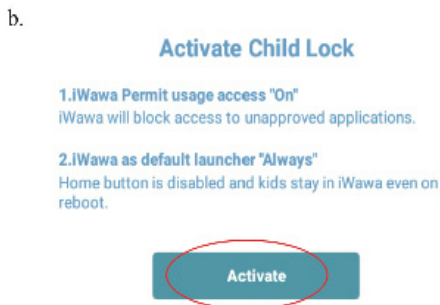 b.
Activate Child Lock
1.iWawa Permit usage access "On"
iWawa will block access to unapproved applications.
2.iWawa as default launcher "Always"
Home button is disabled and kids stay in iWawa even on
reboot.
Activate